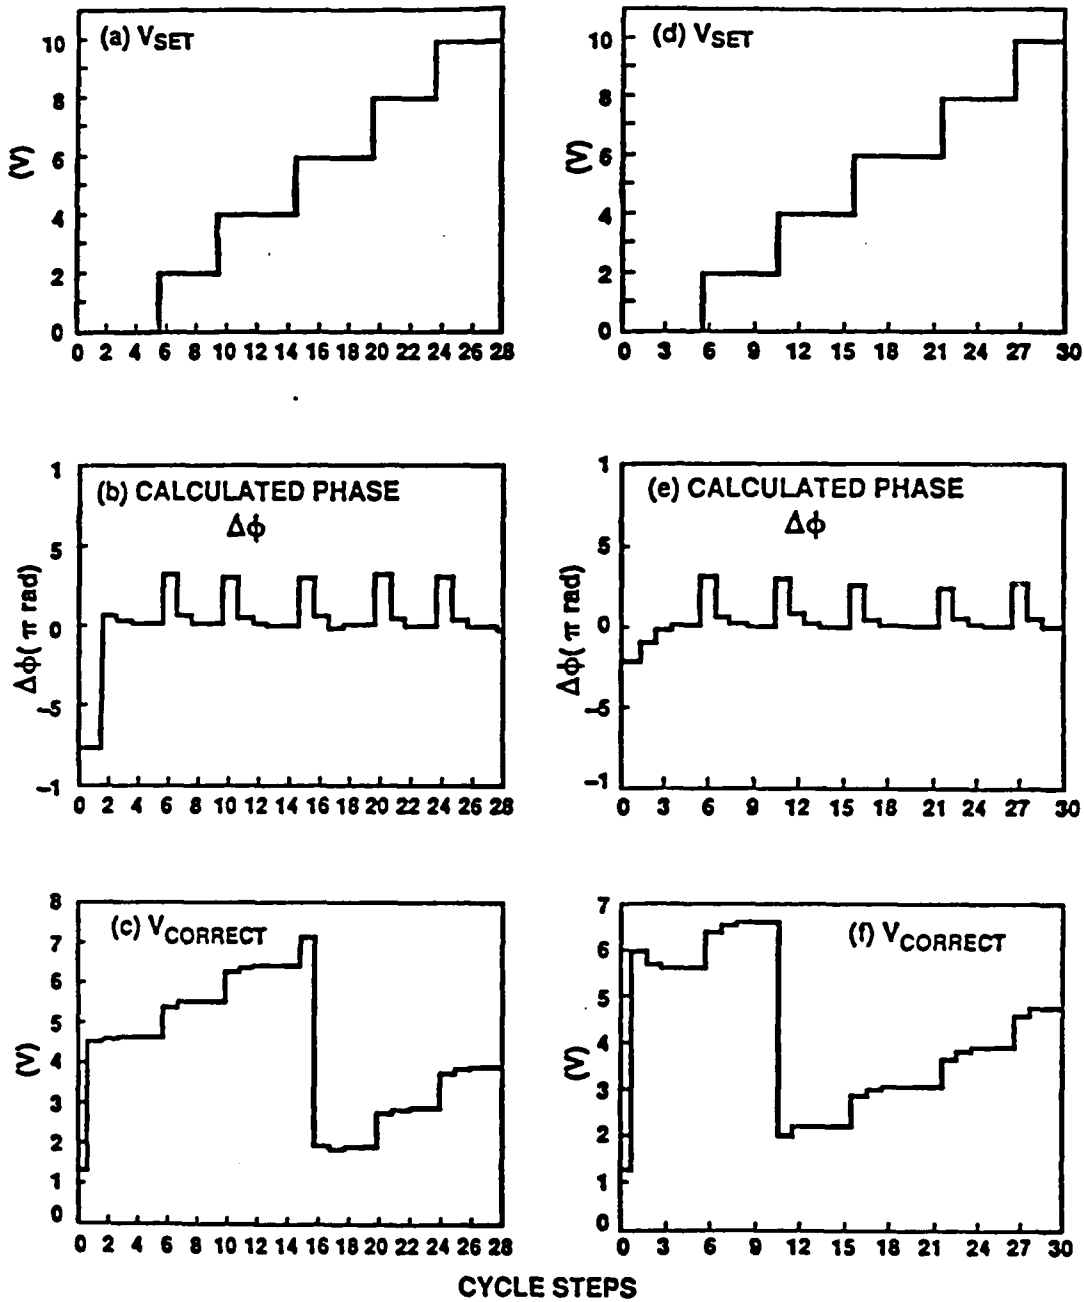 (a) VSET
(V)
10
8
6
4
2
0
0 2 4 6 8 10 12 14 16 18 20 22 24 26 28
(d) VSET
(V)
10
8
6
4
2
0
0 3 6 9 12 15 18 21 24 27 30
(b) CALCULATED PHASE
Δϕ
Δϕ( π rad)
1
5
0
–5
–1
0 2 4 6 8 10 12 14 16 18 20 22 24 26 28
(e) CALCULATED PHASE
Δϕ
Δϕ( π rad)
1
5
0
–5
–1
0 3 6 9 12 15 18 21 24 27 30
(c) VCORRECT
(V)
8
7
6
5
4
3
2
1
0
0 2 4 6 8 10 12 14 16 18 20 22 24 26 28
(f) VCORRECT
(V)
7
6
5
4
3
2
1
0
0 3 6 9 12 15 18 21 24 27 30
CYCLE STEPS